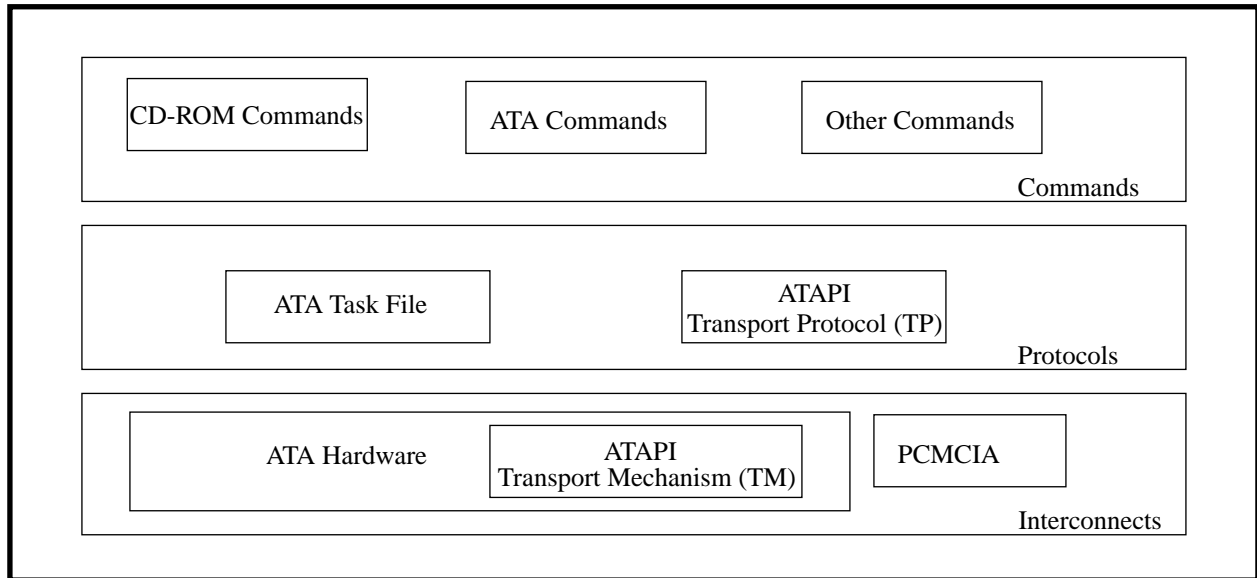 CD-ROM Commands
ATA Commands
Other Commands
Commands
ATA Task File
ATAPI
Transport Protocol (TP)
Protocols
ATA Hardware
ATAPI
Transport Mechanism (TM)
PCMCIA
Interconnects